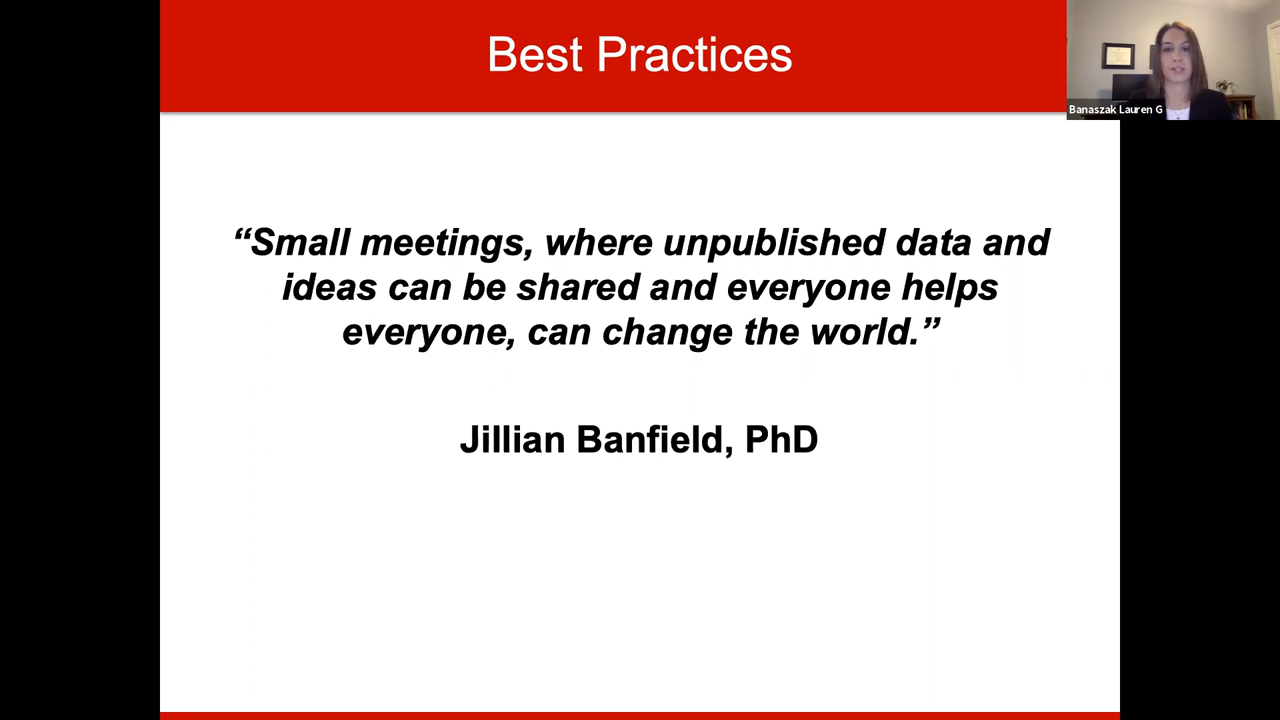 Best Practices
Banaszak Lauren G
“Small meetings, where unpublished data and
ideas can be shared and everyone helps
everyone, can change the world.”
Jillian Banfield, PhD